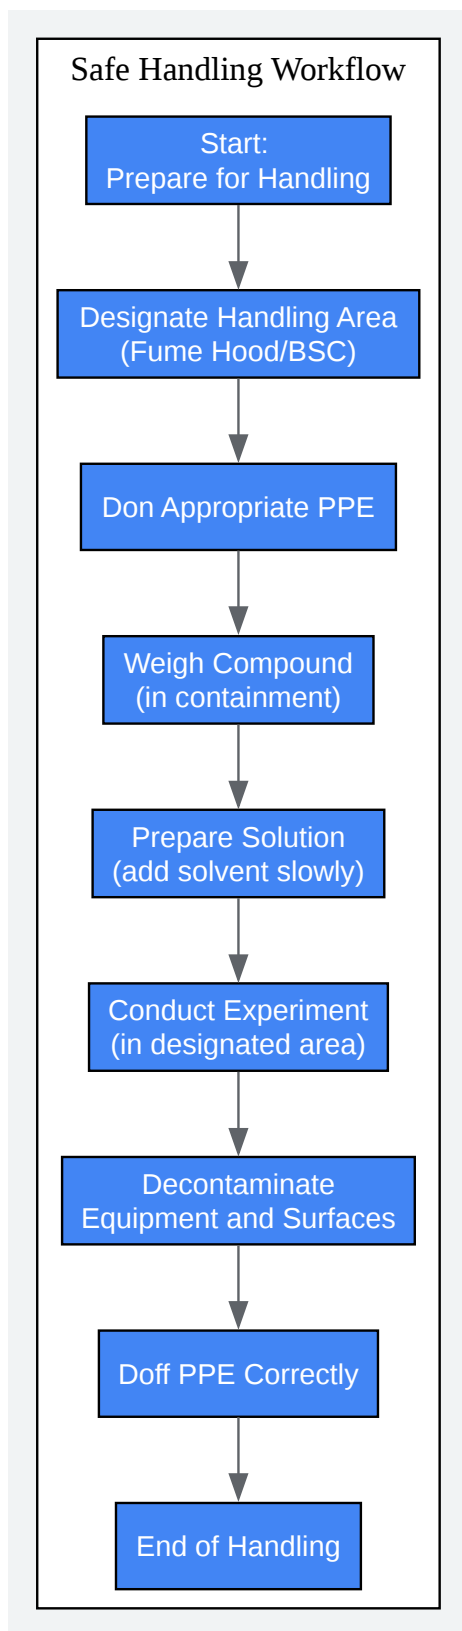 Safe Handling Workflow
Start:
Prepare for Handling
Designate Handling Area
(Fume Hood/BSC)
Don Appropriate PPE
Weigh Compound
(in containment)
Prepare Solution
(add solvent slowly)
Conduct Experiment
(in designated area)
Decontaminate
Equipment and Surfaces
Doff PPE Correctly
End of Handling